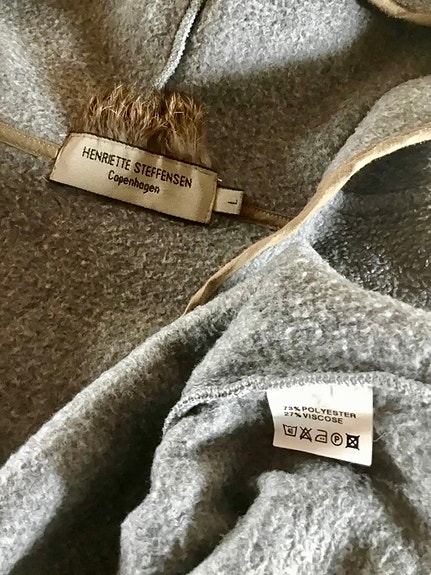 HENRIETTE STEFFENSEN
Copenhagen
L
73% POLYESTER
27% VISCOSE
P